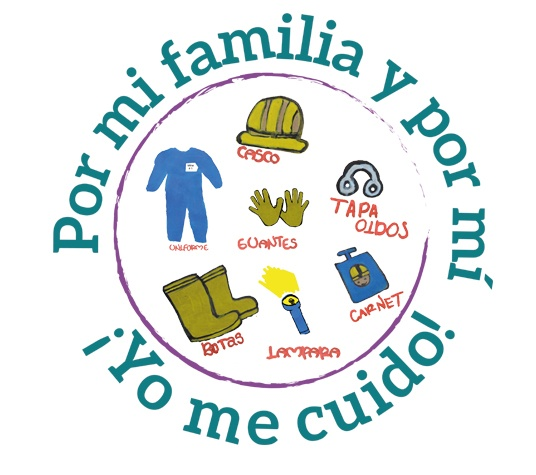 Por mi familia y por mí
CASCO
UNIFORME
GUANTES
TAPA
OIDOS
BOTAS
LAMPARA
CARNET
¡Yo me cuido!